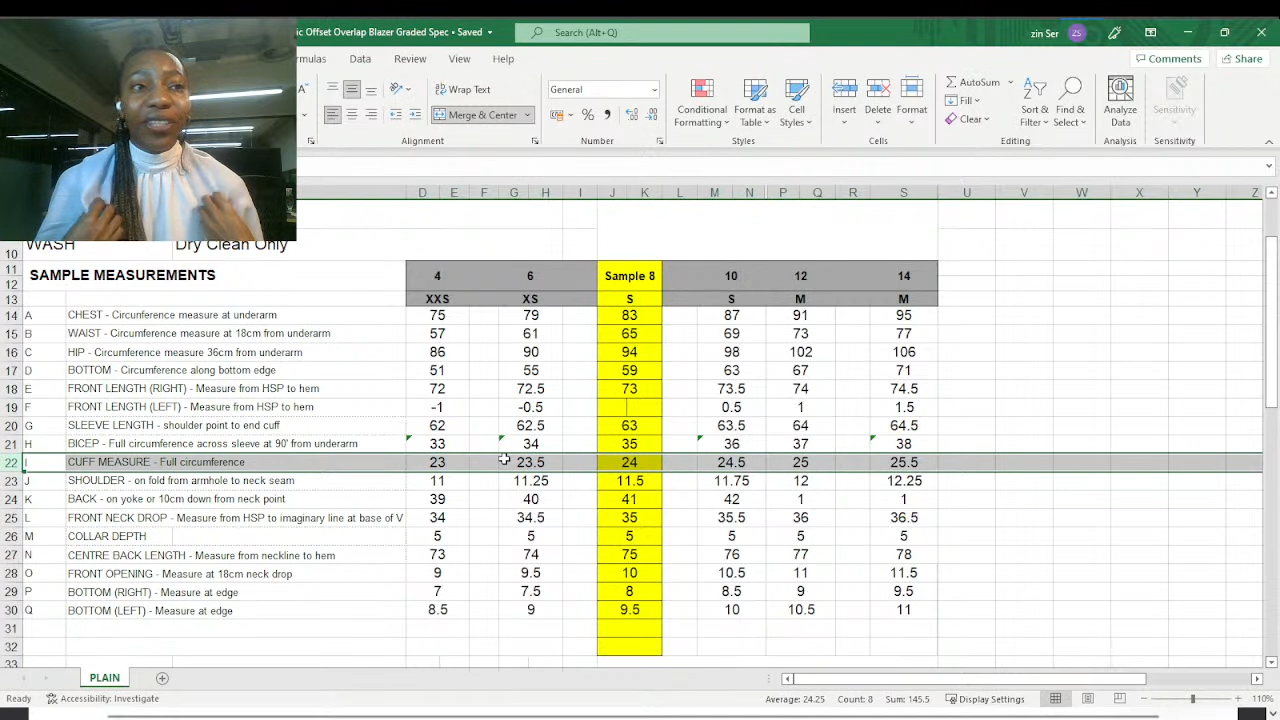 ic Offset Overlap Blazer Graded Spec • Saved
Search (Alt+Q)
zin Ser
ZS
rmulas Data Review View Help
Comments Share
Wrap Text
General
Merge & Center
Conditional Formatting
Format as Table
Cell Styles
Insert Delete Format
AutoSum
Fill
Clear
Sort & Filter
Find & Select
Analyze Data
Sensitivity
Alignment Number Styles Cells Editing Analysis Sensitivity
D E F G H I J K L M N P Q R S U V W X Y Z
10 WASH Dry Clean Only
11 SAMPLE MEASUREMENTS 4 6 Sample 8 10 12 14
12
13 XXS XS S S M M
14 A CHEST - Circunference measure at underarm 75 79 83 87 91 95
15 B WAIST - Circumference measure at 18cm from underarm 57 61 65 69 73 77
16 C HIP - Circumference measure 36cm from underarm 86 90 94 98 102 106
17 D BOTTOM - Circumference along bottom edge 51 55 59 63 67 71
18 E FRONT LENGTH (RIGHT) - Measure from HSP to hem 72 72.5 73 73.5 74 74.5
19 F FRONT LENGTH (LEFT) - Measure from HSP to hem -1 -0.5 0.5 1 1.5
20 G SLEEVE LENGTH - shoulder point to end cuff 62 62.5 63 63.5 64 64.5
21 H BICEP - Full circumference across sleeve at 90' from underarm 33 34 35 36 37 38
22 I CUFF MEASURE - Full circumference 23 23.5 24 24.5 25 25.5
23 J SHOULDER - on fold from armhole to neck seam 11 11.25 11.5 11.75 12 12.25
24 K BACK - on yoke or 10cm down from neck point 39 40 41 42 1 1
25 L FRONT NECK DROP - Measure from HSP to imaginary line at base of V 34 34.5 35 35.5 36 36.5
26 M COLLAR DEPTH 5 5 5 5 5 5
27 N CENTRE BACK LENGTH - Measure from neckline to hem 73 74 75 76 77 78
28 O FRONT OPENING - Measure at 18cm neck drop 9 9.5 10 10.5 11 11.5
29 P BOTTOM (RIGHT) - Measure at edge 7 7.5 8 8.5 9 9.5
30 Q BOTTOM (LEFT) - Measure at edge 8.5 9 9.5 10 10.5 11
31
32
33
PLAIN
Ready Accessibility: Investigate Average: 24.25 Count: 8 Sum: 145.5 Display Settings 110%